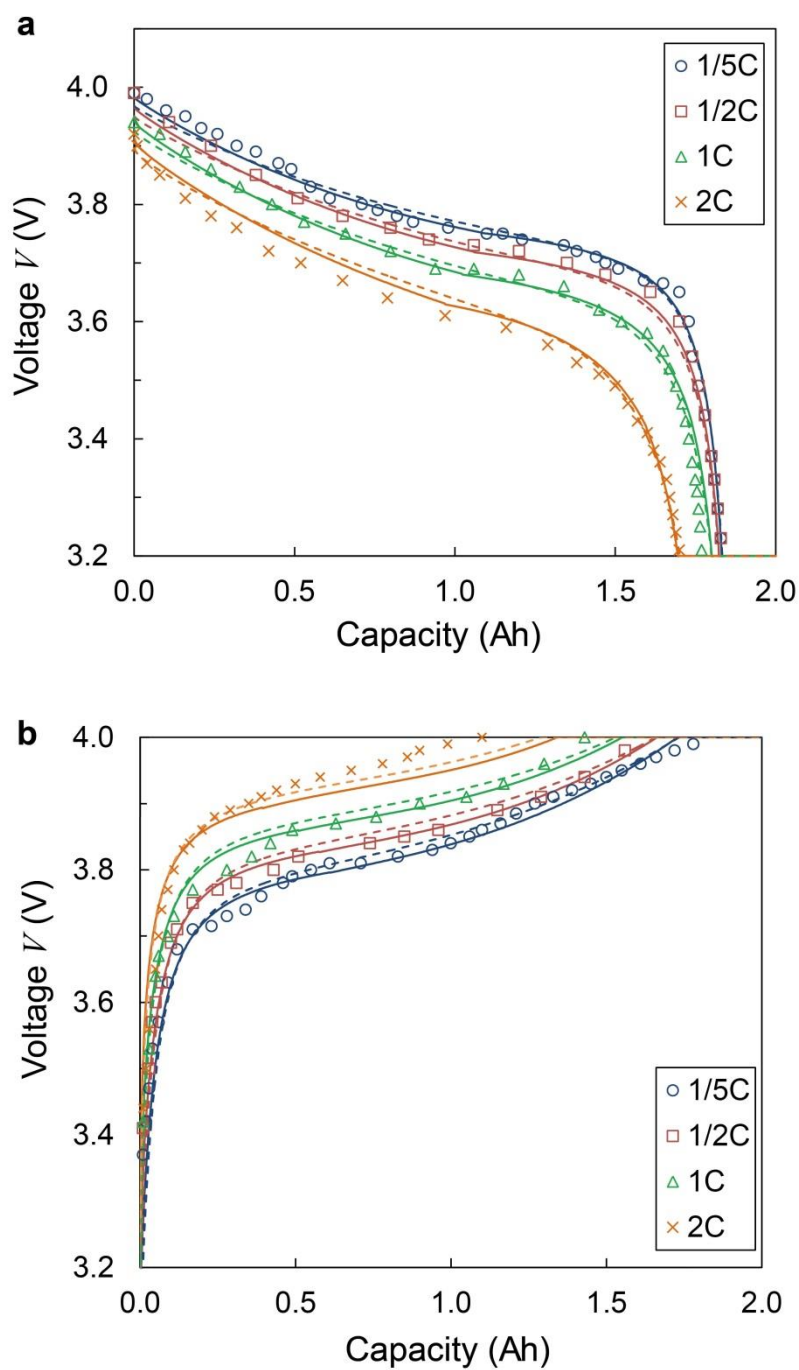 a
4.0
3.8
3.6
3.4
3.2
Voltage V (V)
1/5C
1/2C
1C
2C
0.0 0.5 1.0 1.5 2.0
Capacity (Ah)
b
4.0
3.8
3.6
3.4
3.2
Voltage V (V)
1/5C
1/2C
1C
2C
0.0 0.5 1.0 1.5 2.0
Capacity (Ah)